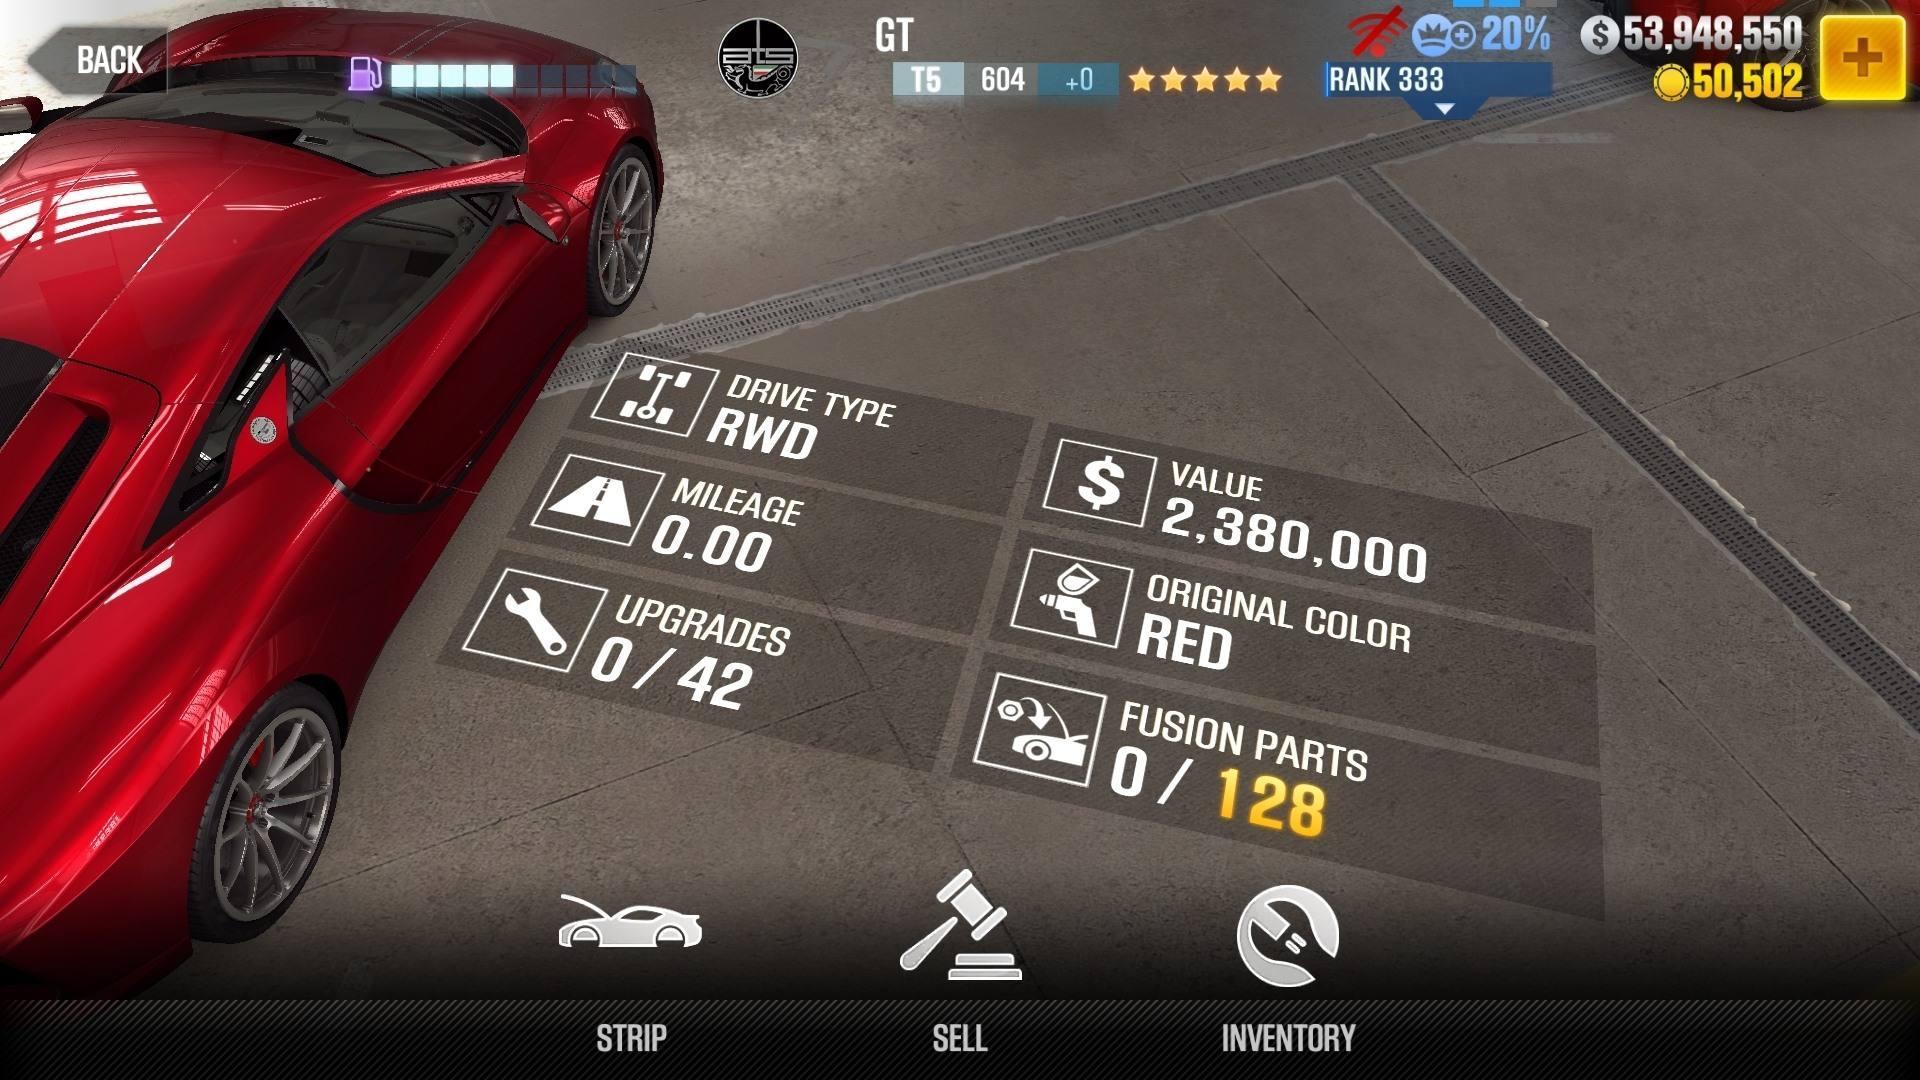 BACK
ats
GT
T5 604 +0
20%
RANK 333
$ 53,948,550
50,502
DRIVE TYPE
RWD
MILEAGE
0.00
UPGRADES
0 / 42
VALUE
2,380,000
ORIGINAL COLOR
RED
FUSION PARTS
0 / 128
STRIP
SELL
INVENTORY